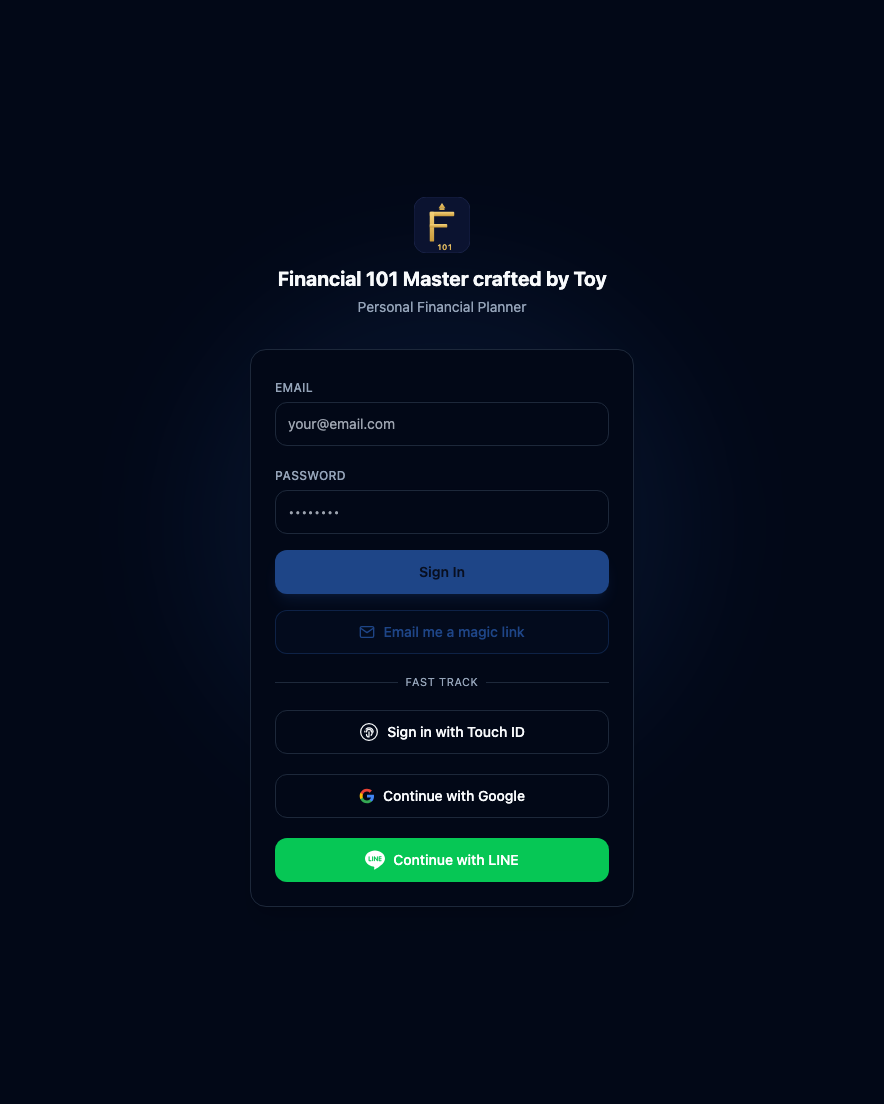 F
101
Financial 101 Master crafted by Toy
Personal Financial Planner
EMAIL
your@email.com
PASSWORD
••••••••
Sign In
Email me a magic link
FAST TRACK
Sign in with Touch ID
Continue with Google
LINE Continue with LINE